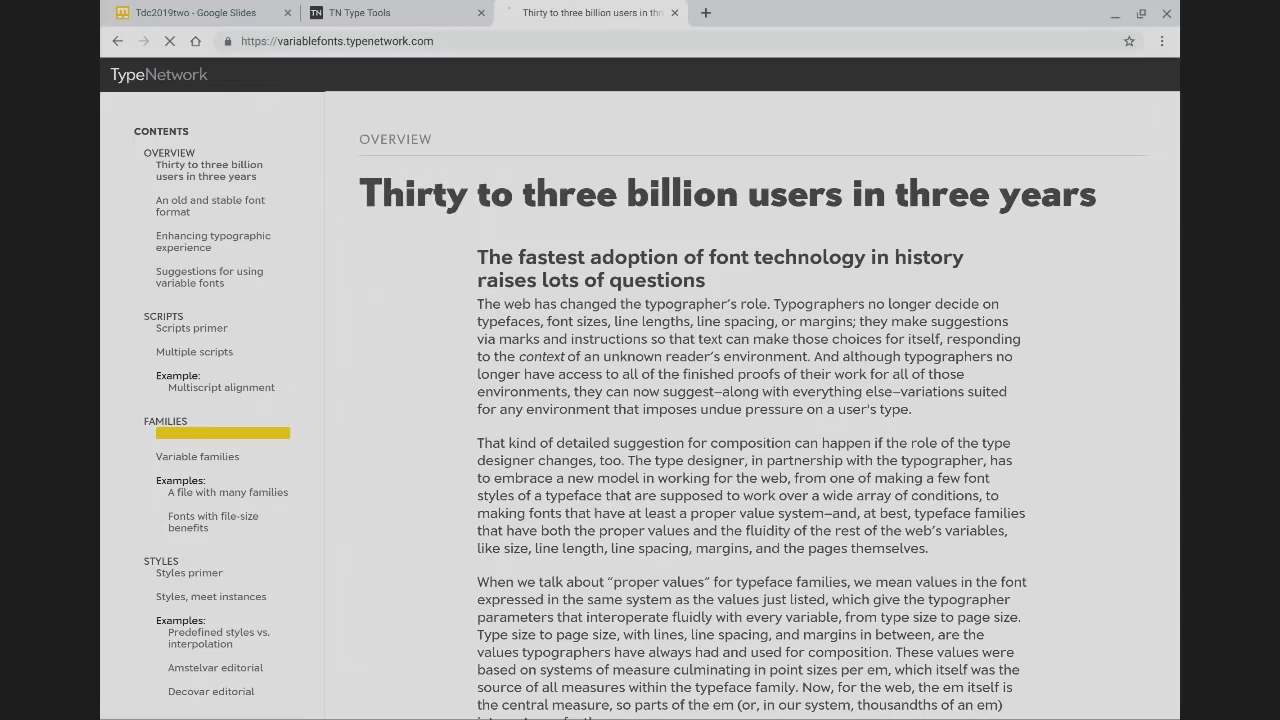 Tdc2019two - Google Slides
TN TN Type Tools
Thirty to three billion users in thr
https://variablefonts.typenetwork.com
TypeNetwork
CONTENTS
OVERVIEW
Thirty to three billion
users in three years
An old and stable font
format
Enhancing typographic
experience
Suggestions for using
variable fonts
SCRIPTS
Scripts primer
Multiple scripts
Example:
Multiscript alignment
FAMILIES
Variable families
Examples:
A file with many families
Fonts with file-size
benefits
STYLES
Styles primer
Styles, meet instances
Examples:
Predefined styles vs.
interpolation
Amstelvar editorial
Decovar editorial
OVERVIEW
Thirty to three billion users in three years
The fastest adoption of font technology in history
raises lots of questions
The web has changed the typographer’s role. Typographers no longer decide on
typefaces, font sizes, line lengths, line spacing, or margins; they make suggestions
via marks and instructions so that text can make those choices for itself, responding
to the context of an unknown reader’s environment. And although typographers no
longer have access to all of the finished proofs of their work for all of those
environments, they can now suggest—along with everything else—variations suited
for any environment that imposes undue pressure on a user's type.
That kind of detailed suggestion for composition can happen if the role of the type
designer changes, too. The type designer, in partnership with the typographer, has
to embrace a new model in working for the web, from one of making a few font
styles of a typeface that are supposed to work over a wide array of conditions, to
making fonts that have at least a proper value system—and, at best, typeface families
that have both the proper values and the fluidity of the rest of the web’s variables,
like size, line length, line spacing, margins, and the pages themselves.
When we talk about “proper values” for typeface families, we mean values in the font
expressed in the same system as the values just listed, which give the typographer
parameters that interoperate fluidly with every variable, from type size to page size.
Type size to page size, with lines, line spacing, and margins in between, are the
values typographers have always had and used for composition. These values were
based on systems of measure culminating in point sizes per em, which itself was the
source of all measures within the typeface family. Now, for the web, the em itself is
the central measure, so parts of the em (or, in our system, thousandths of an em)